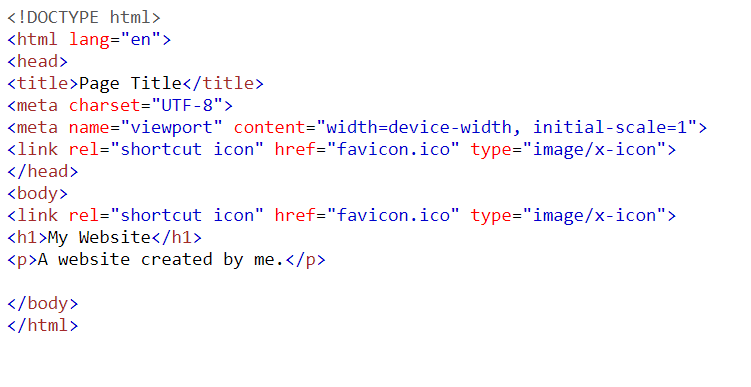 <!DOCTYPE html>
<html lang="en">
<head>
<title>Page Title</title>
<meta charset="UTF-8">
<meta name="viewport" content="width=device-width, initial-scale=1">
<link rel="shortcut icon" href="favicon.ico" type="image/x-icon">
</head>
<body>
<link rel="shortcut icon" href="favicon.ico" type="image/x-icon">
<h1>My Website</h1>
<p>A website created by me.</p>
</body>
</html>